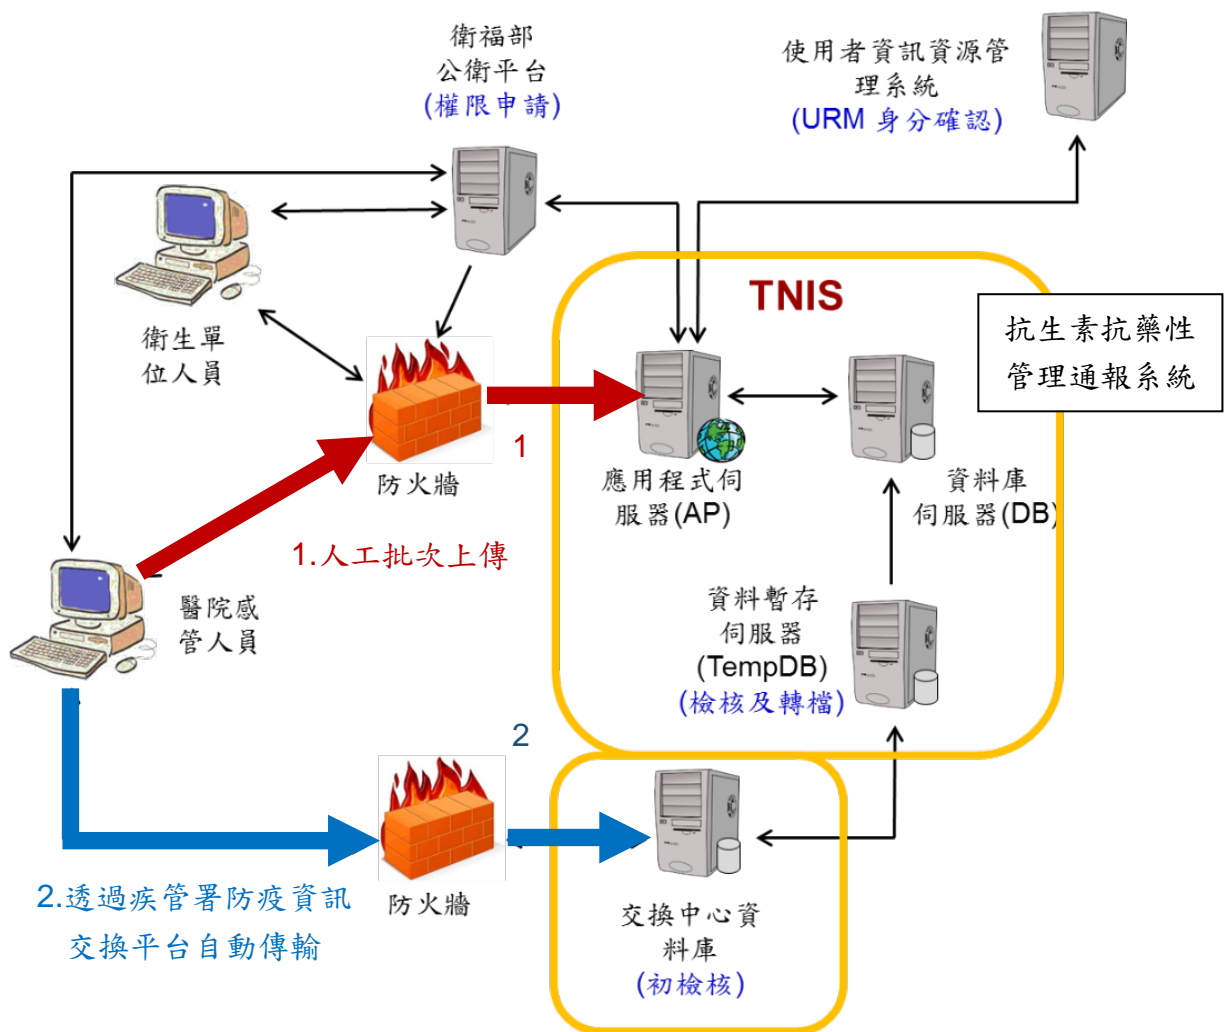 衛福部
公衛平台
(權限申請)
使用者資訊資源管
理系統
(URM 身分確認)
TNIS
抗生素抗藥性
管理通報系統
衛生單
位人員
防火牆
1
應用程式伺
服器(AP)
資料庫
伺服器(DB)
1.人工批次上傳
醫院感
管人員
資料暫存
伺服器
(TempDB)
(檢核及轉檔)
2
2.透過疾管署防疫資訊
交換平台自動傳輸
防火牆
交換中心資
料庫
(初檢核)